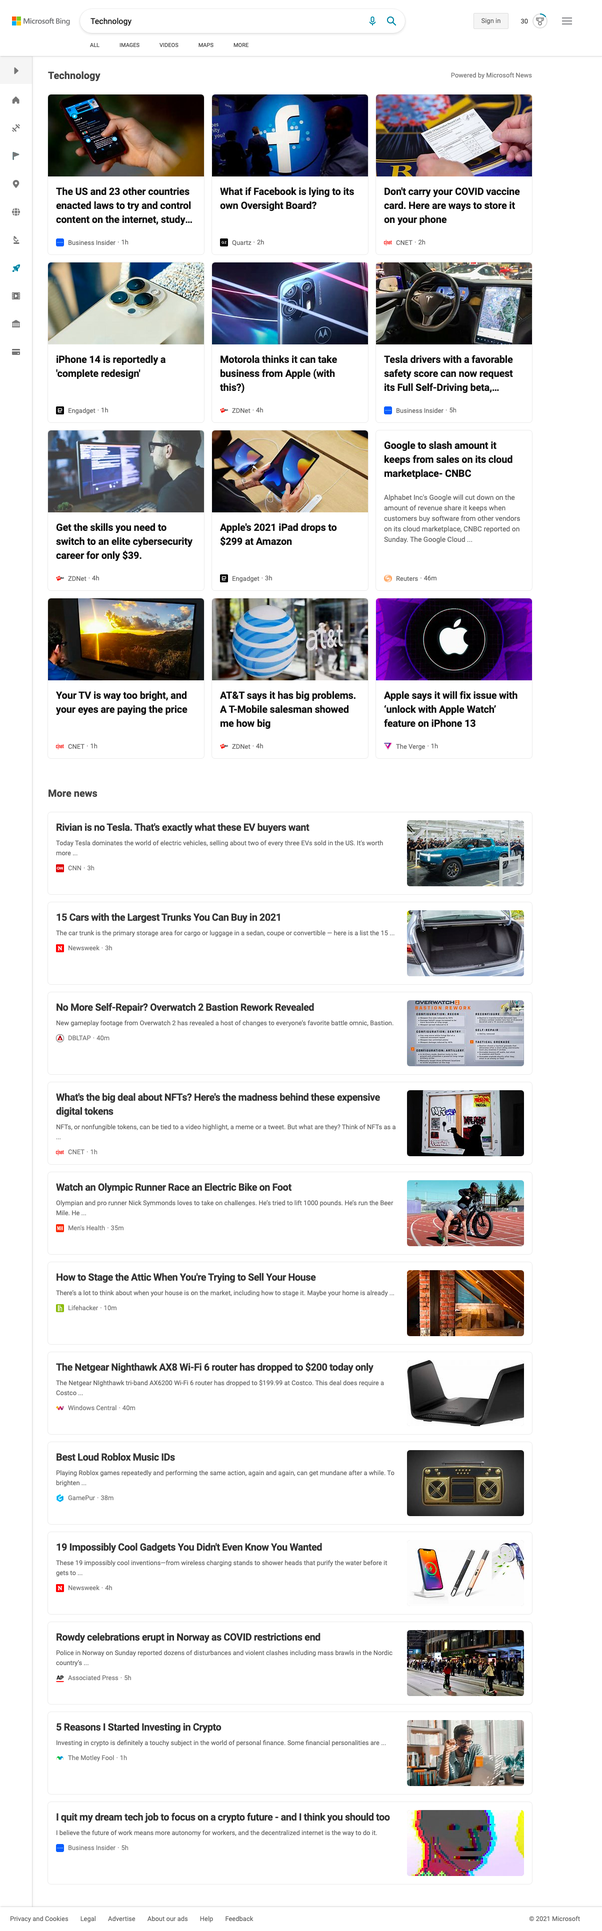 Microsoft Bing
Technology
Sign in
30
ALL
IMAGES
VIDEOS
MAPS
MORE
Technology
Powered by Microsoft News
The US and 23 other countries
enacted laws to try and control
content on the internet, study...
Business Insider · 1h
What if Facebook is lying to its
own Oversight Board?
Quartz · 2h
Don't carry your COVID vaccine
card. Here are ways to store it
on your phone
CNET · 2h
iPhone 14 is reportedly a
'complete redesign'
Engadget · 1h
Motorola thinks it can take
business from Apple (with
this?)
ZDNet · 4h
Tesla drivers with a favorable
safety score can now request
its Full Self-Driving beta,...
Business Insider · 5h
Get the skills you need to
switch to an elite cybersecurity
career for only $39.
ZDNet · 4h
Apple's 2021 iPad drops to
$299 at Amazon
Engadget · 3h
Google to slash amount it
keeps from sales on its cloud
marketplace- CNBC
Alphabet Inc's Google will cut down on the
amount of revenue share it keeps when
customers buy software from other vendors
on its cloud marketplace, CNBC reported on
Sunday. The Google Cloud ...
Reuters · 46m
Your TV is way too bright, and
your eyes are paying the price
CNET · 1h
at&t
AT&T says it has big problems.
A T-Mobile salesman showed
me how big
ZDNet · 4h
Apple says it will fix issue with
'unlock with Apple Watch'
feature on iPhone 13
The Verge · 1h
More news
Rivian is no Tesla. That's exactly what these EV buyers want
Today Tesla dominates the world of electric vehicles, selling about two of every three EVs sold in the US. It's worth
more ...
CNN · 3h
15 Cars with the Largest Trunks You Can Buy in 2021
The car trunk is the primary storage area for cargo or luggage in a sedan, coupe or convertible — here is a list the 15 ...
Newsweek · 3h
No More Self-Repair? Overwatch 2 Bastion Rework Revealed
New gameplay footage from Overwatch 2 has revealed a host of changes to everyone's favorite battle omnic, Bastion.
DBLTAP · 40m
OVERWATCH
BASTION REWORK
What's the big deal about NFTs? Here's the madness behind these expensive
digital tokens
NFTs, or nonfungible tokens, can be tied to a video highlight, a meme or a tweet. But what are they? Think of NFTs as a
...
CNET · 1h
Watch an Olympic Runner Race an Electric Bike on Foot
Olympian and pro runner Nick Symmonds loves to take on challenges. He's tried to lift 1000 pounds. He's run the Beer
Mile. He ...
Men's Health · 35m
How to Stage the Attic When You're Trying to Sell Your House
There's a lot to think about when your house is on the market, including how to stage it. Maybe your home is already ...
Lifehacker · 10m
The Netgear Nighthawk AX8 Wi-Fi 6 router has dropped to $200 today only
The Netgear Nighthawk tri-band AX6200 Wi-Fi 6 router has dropped to $199.99 at Costco. This deal does require a
Costco ...
Windows Central · 40m
Best Loud Roblox Music IDs
Playing Roblox games repeatedly and performing the same action, again and again, can get mundane after a while. To
brighten ...
GamePur · 38m
19 Impossibly Cool Gadgets You Didn't Even Know You Wanted
These 19 impossibly cool inventions—from wireless charging stands to shower heads that purify the water before it
gets to ...
Newsweek · 4h
Rowdy celebrations erupt in Norway as COVID restrictions end
Police in Norway on Sunday reported dozens of disturbances and violent clashes including mass brawls in the Nordic
country's ...
Associated Press · 5h
5 Reasons I Started Investing in Crypto
Investing in crypto is definitely a touchy subject in the world of personal finance. Some financial personalities are ...
The Motley Fool · 1h
I quit my dream tech job to focus on a crypto future - and I think you should too
I believe the future of work means more autonomy for workers, and the decentralized internet is the way to do it.
Business Insider · 5h
Privacy and Cookies
Legal
Advertise
About our ads
Help
Feedback
© 2021 Microsoft